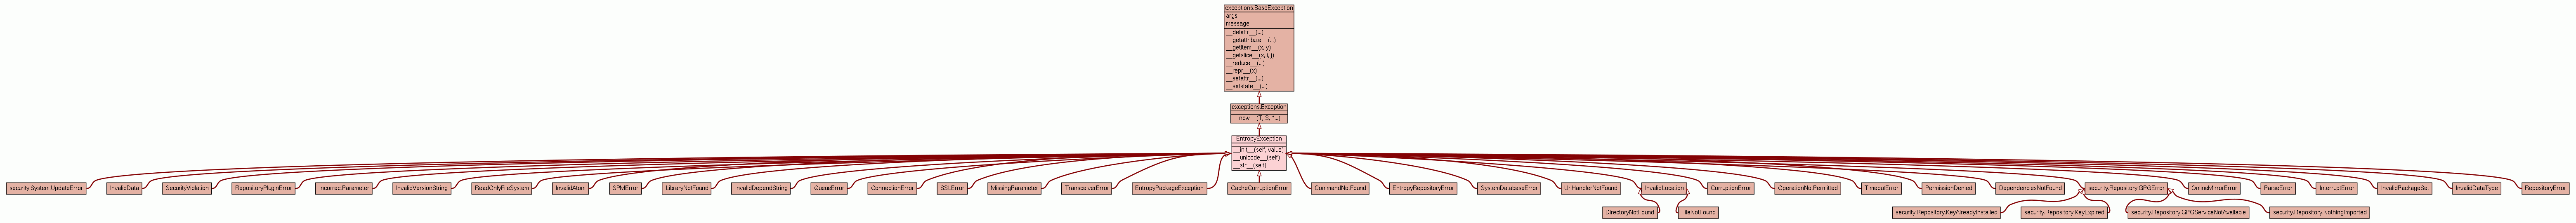 exceptions.BaseException
args
message
__delattr__(...)
__getattribute__(...)
__getitem__(x, y)
__getslice__(x, i, j)
__reduce__(...)
__repr__(x)
__setattr__(...)
__setstate__(...)
exceptions.Exception
__new__(T, S, *...)
EntropyException
__init__(self, value)
__unicode__(self)
__str__(self)
security.System.UpdateError
InvalidData
SecurityViolation
RepositoryPluginError
IncorrectParameter
InvalidVersionString
ReadOnlyFileSystem
InvalidAtom
SPMError
LibraryNotFound
InvalidDependString
QueueError
ConnectionError
SSLError
MissingParameter
TransceiverError
EntropyPackageException
CacheCorruptionError
CommandNotFound
EntropyRepositoryError
SystemDatabaseError
UriHandlerNotFound
InvalidLocation
CorruptionError
OperationNotPermitted
TimeoutError
PermissionDenied
DependenciesNotFound
security.Repository.GPGError
OnlineMirrorError
ParseError
InterruptError
InvalidPackageSet
InvalidDataType
RepositoryError
DirectoryNotFound
FileNotFound
security.Repository.KeyAlreadyInstalled
security.Repository.KeyExpired
security.Repository.GPGServiceNotAvailable
security.Repository.NothingImported